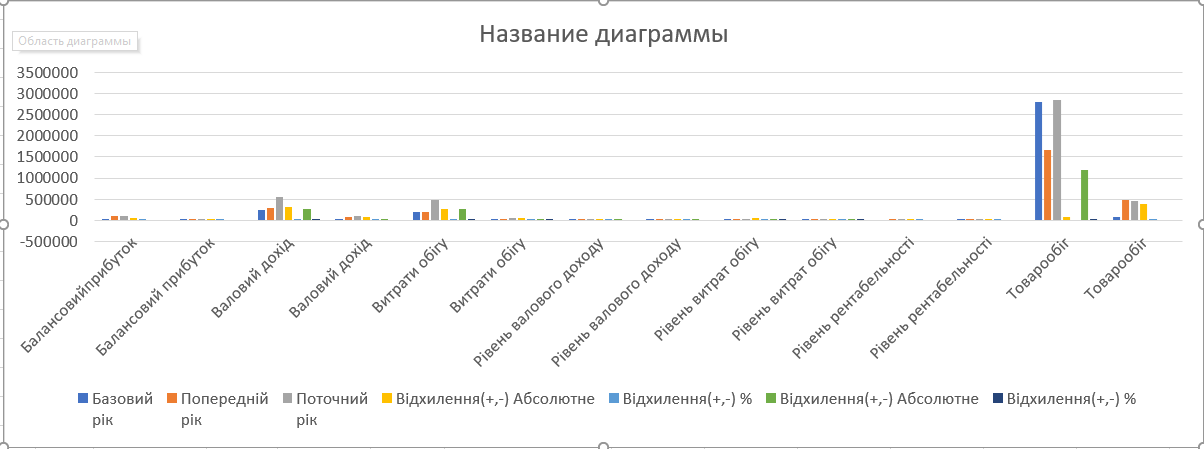 Название диаграммы
Область диаграммы
3500000
3000000
2500000
2000000
1500000
1000000
500000
0
-500000
Балансовийприбуток
Балансовий прибуток
Валовий дохід
Валовий дохід
Витрати обігу
Витрати обігу
Рівень валового доходу
Рівень валового доходу
Рівень витрат обігу
Рівень витрат обігу
Рівень рентабельності
Рівень рентабельності
Товарообіг
Товарообіг
Базовий рік
Попередній рік
Поточний рік
Відхилення(+,-) Абсолютне
Відхилення(+,-) %
Відхилення(+,-) Абсолютне
Відхилення(+,-) %